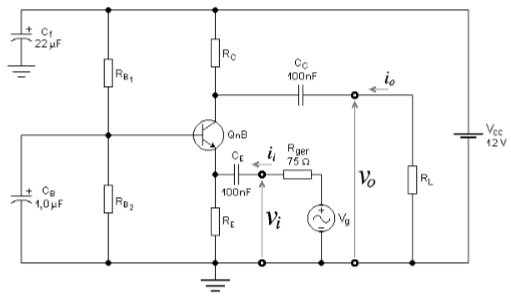 Cf
22 µF
RB1
RC
CC
100nF
io
QnB
VCC
12 V
CE
100nF
ii
Rger
75 Ω
CB
1,0 µF
RB2
RE
vi
Vg
vo
RL